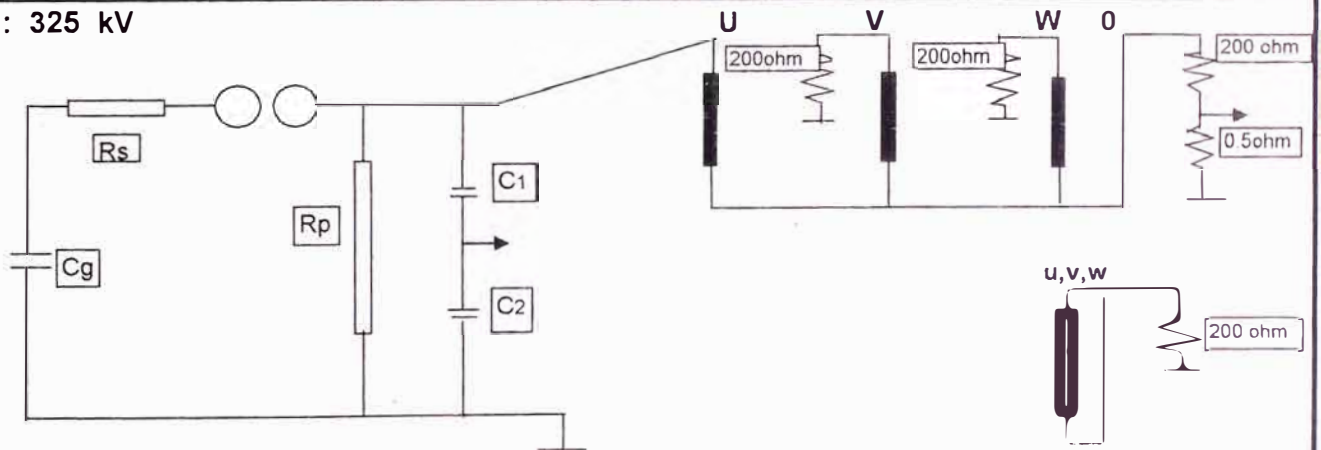 : 325 kV
U V W 0
200ohm 200ohm 200 ohm
0.5ohm
Rs
C1
Rp
Cg
C2
u,v,w
200 ohm